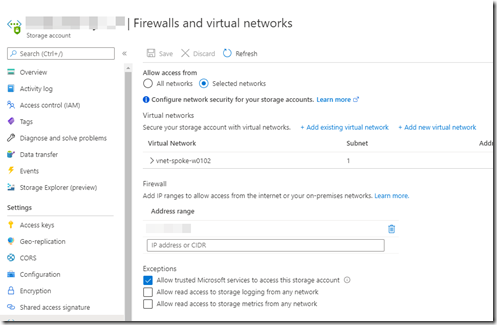 | Firewalls and virtual networks
Storage account
Search (Ctrl+/)
«
Save
Discard
Refresh
Overview
Activity log
Access control (IAM)
Tags
Diagnose and solve problems
Data transfer
Events
Storage Explorer (preview)
Settings
Access keys
Geo-replication
CORS
Configuration
Encryption
Shared access signature
Allow access from
All networks Selected networks
Configure network security for your storage accounts. Learn more
Virtual networks
Secure your storage account with virtual networks. + Add existing virtual network + Add new virtual network
Virtual Network Subnet Addr
vnet-spoke-w0102 1
Firewall
Add IP ranges to allow access from the internet or your on-premises networks. Learn more.
Address range
IP address or CIDR
Exceptions
Allow trusted Microsoft services to access this storage account
Allow read access to storage logging from any network
Allow read access to storage metrics from any network